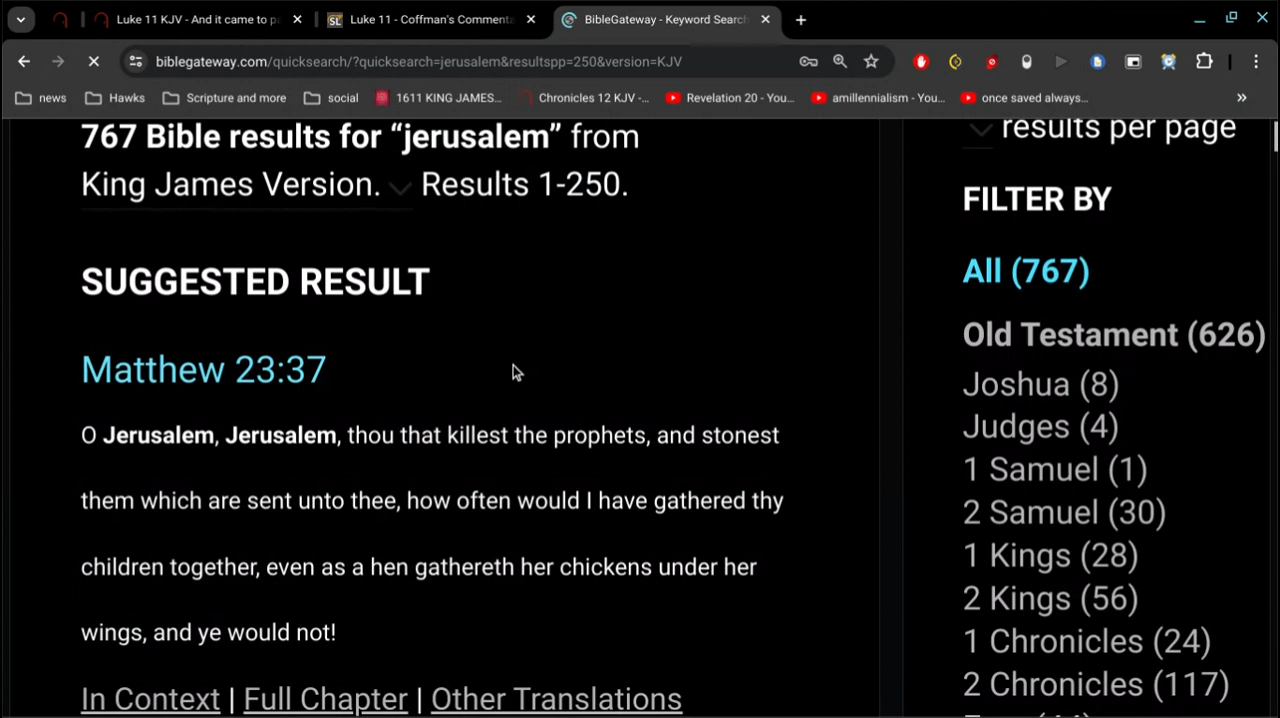 Luke 11 KJV - And it came to pa
SL Luke 11 - Coffman's Commenta
BibleGateway - Keyword Search
biblegateway.com/quicksearch/?quicksearch=jerusalem&resultspp=250&version=KJV
news
Hawks
Scripture and more
social
1611 KING JAMES...
Chronicles 12 KJV -...
Revelation 20 - You...
amillennialism - You...
once saved always...
767 Bible results for “jerusalem” from
King James Version. Results 1-250.
SUGGESTED RESULT
Matthew 23:37
O Jerusalem, Jerusalem, thou that killest the prophets, and stonest
them which are sent unto thee, how often would I have gathered thy
children together, even as a hen gathereth her chickens under her
wings, and ye would not!
In Context | Full Chapter | Other Translations
results per page
FILTER BY
All (767)
Old Testament (626)
Joshua (8)
Judges (4)
1 Samuel (1)
2 Samuel (30)
1 Kings (28)
2 Kings (56)
1 Chronicles (24)
2 Chronicles (117)